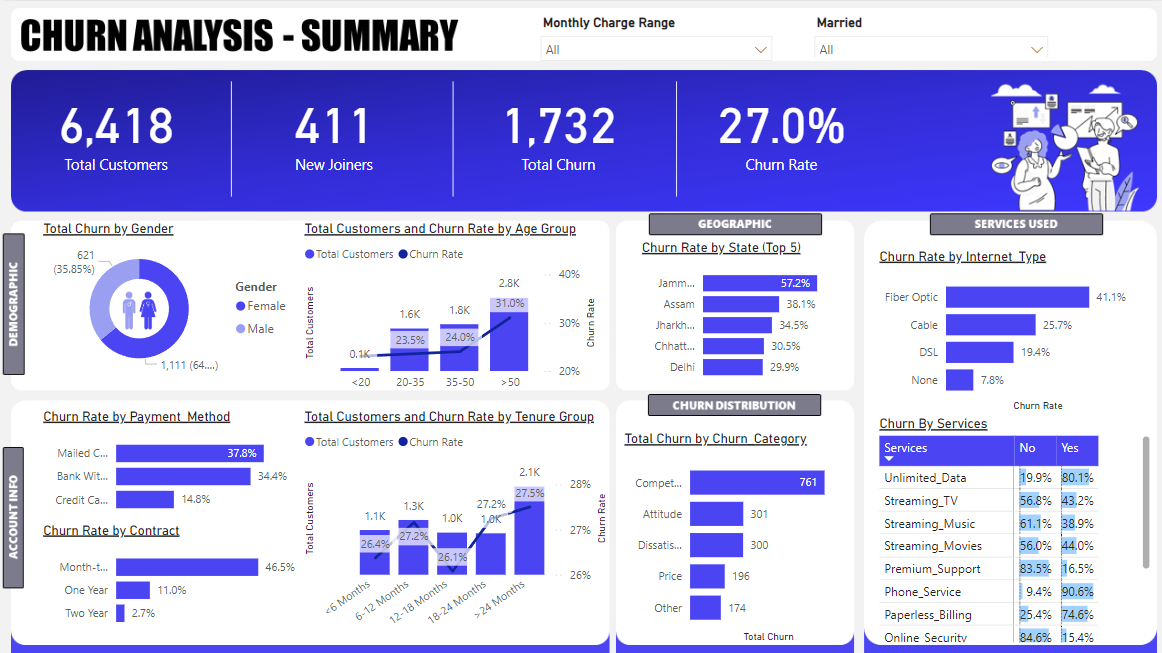 CHURN ANALYSIS - SUMMARY
Monthly Charge Range
All
Married
All
6,418
Total Customers
411
New Joiners
1,732
Total Churn
27.0%
Churn Rate
DEMOGRAPHIC
Total Churn by Gender
621
(35.85%)
1,111 (64....)
Gender
Female
Male
Total Customers and Churn Rate by Age Group
Total Customers Churn Rate
Total Customers
0.1K
1.6K
1.8K
2.8K
23.5%
24.0%
31.0%
40%
30%
20%
Churn Rate
<20 20-35 35-50 >50
GEOGRAPHIC
Churn Rate by State (Top 5)
Jamm... 57.2%
Assam 38.1%
Jharkh... 34.5%
Chhatt... 30.5%
Delhi 29.9%
SERVICES USED
Churn Rate by Internet_Type
Fiber Optic 41.1%
Cable 25.7%
DSL 19.4%
None 7.8%
Churn Rate
ACCOUNT INFO
Churn Rate by Payment_Method
Mailed C... 37.8%
Bank Wit... 34.4%
Credit Ca... 14.8%
Churn Rate by Contract
Month-t... 46.5%
One Year 11.0%
Two Year 2.7%
Total Customers and Churn Rate by Tenure Group
Total Customers Churn Rate
Total Customers
1.1K
1.3K
1.0K
1.0K
2.1K
26.4%
27.2%
26.1%
27.2%
27.5%
28%
27%
26%
Churn Rate
<6 Months
6-12 Months
12-18 Months
18-24 Months
>24 Months
CHURN DISTRIBUTION
Total Churn by Churn_Category
Compet... 761
Attitude 301
Dissatis... 300
Price 196
Other 174
Total Churn
Churn By Services
Services No Yes
Unlimited_Data 19.9% 80.1%
Streaming_TV 56.8% 43.2%
Streaming_Music 61.1% 38.9%
Streaming_Movies 56.0% 44.0%
Premium_Support 83.5% 16.5%
Phone_Service 9.4% 90.6%
Paperless_Billing 25.4% 74.6%
Online_Security 84.6% 15.4%